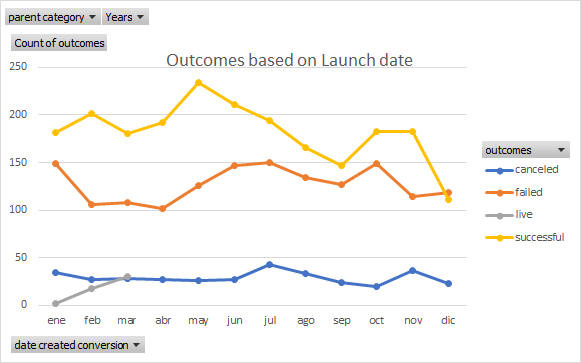 parent category Years
Count of outcomes
Outcomes based on Launch date
250
200
150
100
50
0
ene feb mar abr may jun jul ago sep oct nov dic
outcomes
canceled
failed
live
successful
date created conversion